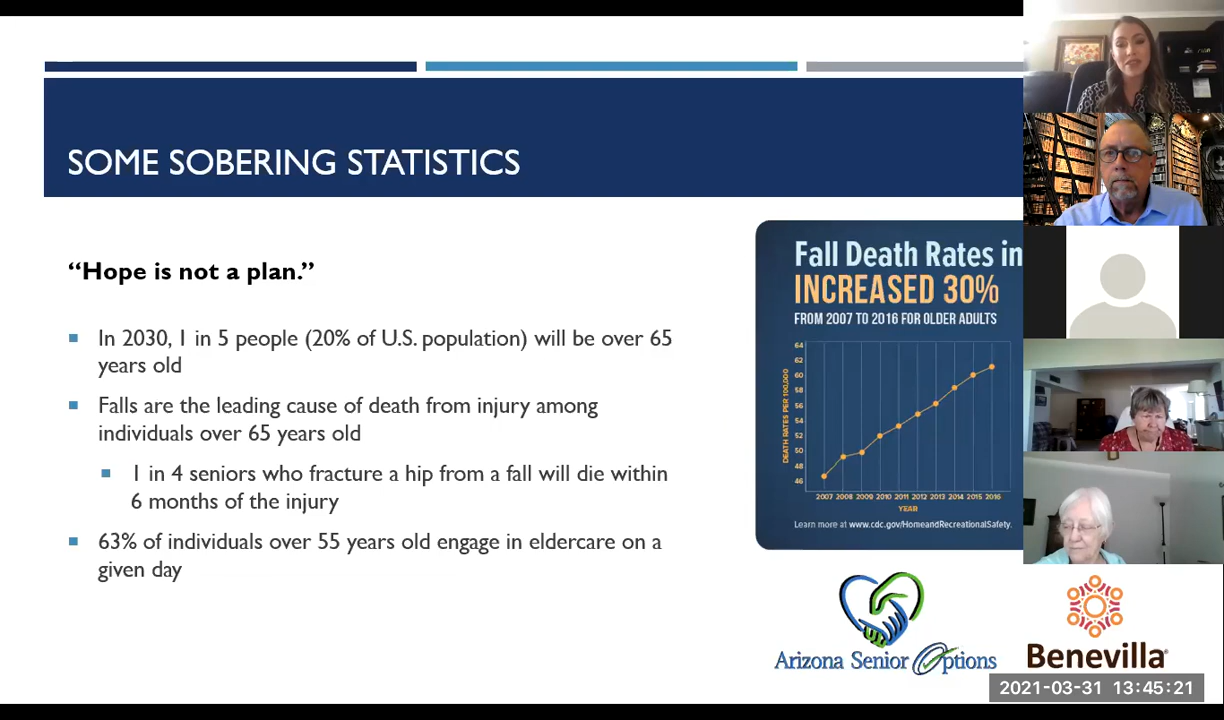 SOME SOBERING STATISTICS
“Hope is not a plan.”
In 2030, 1 in 5 people (20% of U.S. population) will be over 65
years old
Falls are the leading cause of death from injury among
individuals over 65 years old
1 in 4 seniors who fracture a hip from a fall will die within
6 months of the injury
63% of individuals over 55 years old engage in eldercare on a
given day
Fall Death Rates in
INCREASED 30%
FROM 2007 TO 2016 FOR OLDER ADULTS
DEATH RATES PER 100,000
64
62
60
58
56
54
52
50
48
46
2007 2008 2009 2010 2011 2012 2013 2014 2015 2016
YEAR
Learn more at www.cdc.gov/HomeandRecreationalSafety.
Arizona Senior Options
Benevilla
2021-03-31 13:45:21